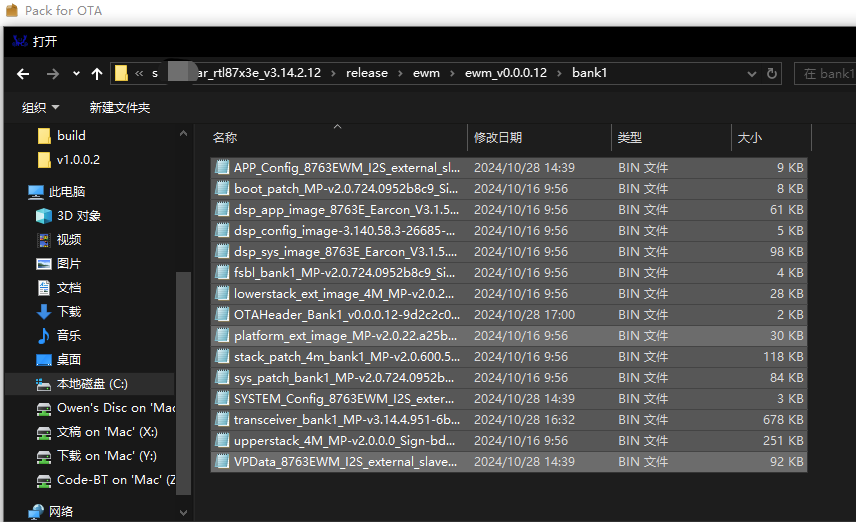 Pack for OTA
打开
« s ar_rtl87x3e_v3.14.2.12 › release › ewm › ewm_v0.0.0.12 › bank1 在 bank1
组织 新建文件夹
build
v1.0.0.2
此电脑
3D 对象
视频
图片
文档
下载
音乐
桌面
本地磁盘 (C:)
Owen's Disc on 'Mac
文稿 on 'Mac' (X:)
下载 on 'Mac' (Y:)
Code-BT on 'Mac' (Z
网络
名称 修改日期 类型 大小
APP_Config_8763EWM_I2S_external_sl... 2024/10/28 14:39 BIN 文件 9 KB
boot_patch_MP-v2.0.724.0952b8c9_Si... 2024/10/16 9:56 BIN 文件 8 KB
dsp_app_image_8763E_Earcon_V3.1.5.... 2024/10/16 9:56 BIN 文件 61 KB
dsp_config_image-3.140.58.3-26685-... 2024/10/16 9:56 BIN 文件 5 KB
dsp_sys_image_8763E_Earcon_V3.1.5.... 2024/10/16 9:56 BIN 文件 98 KB
fsbl_bank1_MP-v2.0.724.0952b8c9_Si... 2024/10/16 9:56 BIN 文件 4 KB
lowerstack_ext_image_4M_MP-v2.0.2... 2024/10/16 9:56 BIN 文件 28 KB
OTAHeader_Bank1_v0.0.0.12-9d2c2c0... 2024/10/28 17:00 BIN 文件 2 KB
platform_ext_image_MP-v2.0.22.a25b... 2024/10/16 9:56 BIN 文件 30 KB
stack_patch_4m_bank1_MP-v2.0.600.5... 2024/10/16 9:56 BIN 文件 118 KB
sys_patch_bank1_MP-v2.0.724.0952b... 2024/10/16 9:56 BIN 文件 84 KB
SYSTEM_Config_8763EWM_I2S_exter... 2024/10/28 14:39 BIN 文件 3 KB
transceiver_bank1_MP-v3.14.4.951-6b... 2024/10/28 16:32 BIN 文件 678 KB
upperstack_4M_MP-v2.0.0.0_Sign-bd... 2024/10/16 9:56 BIN 文件 251 KB
VPData_8763EWM_I2S_external_slave... 2024/10/28 14:39 BIN 文件 92 KB